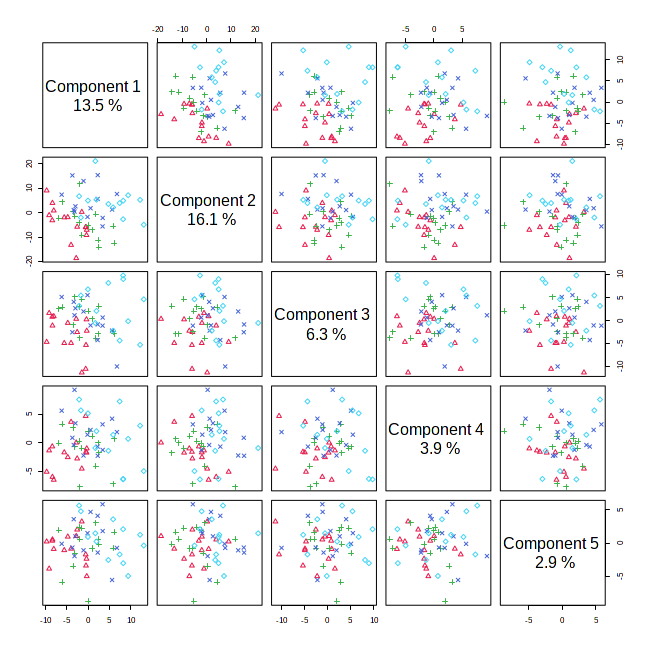 -20 -10 0 10 20
-5 0 5
Component 1
13.5 %
-10 -5 0 5 10
-20 -10 0 10 20
Component 2
16.1 %
Component 3
6.3 %
-10 -5 0 5 10
-5 0 5
Component 4
3.9 %
Component 5
2.9 %
-5 0 5
-10 -5 0 5 10
-10 -5 0 5 10
-5 0 5